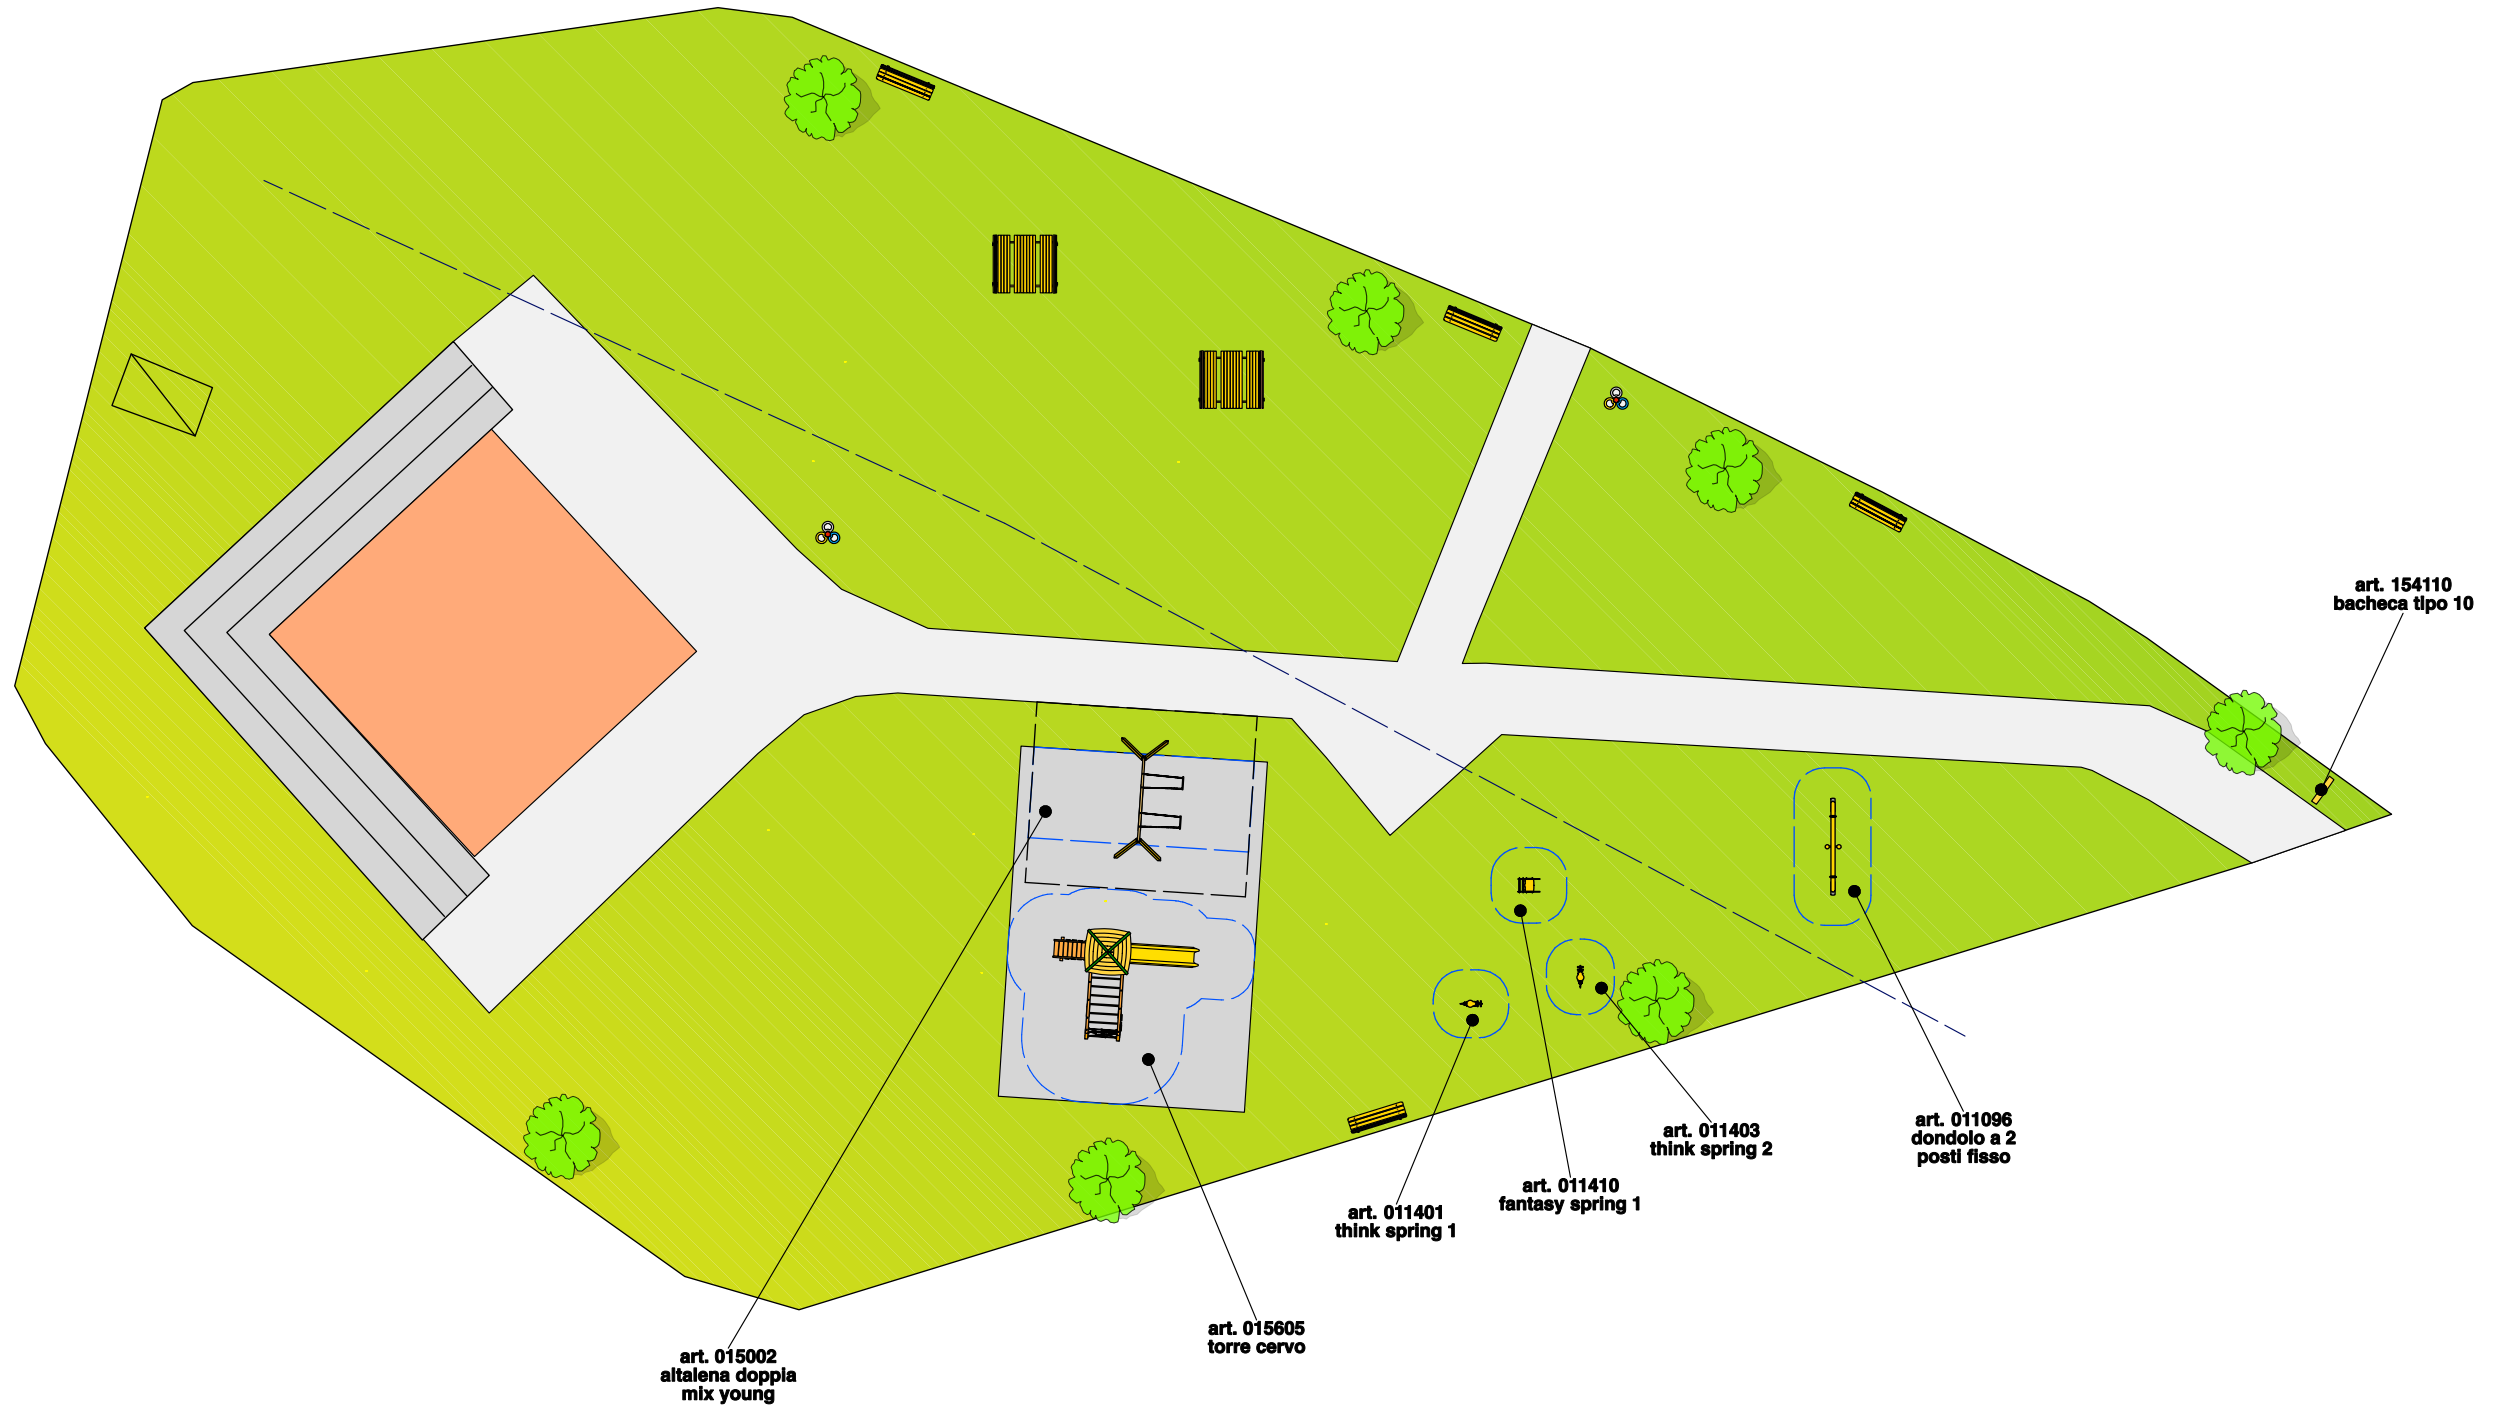 art. 154110
bacheca tipo 10
art. 011096
dondolo a 2
posti fisso
art. 011403
think spring 2
art. 011410
fantasy spring 1
art. 011401
think spring 1
art. 015605
torre cervo
art. 015002
altalena doppia
mix young